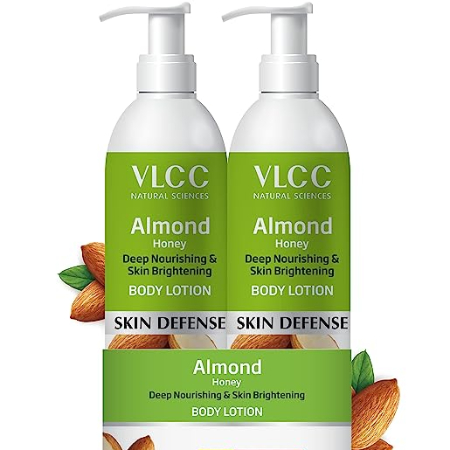 VLCC
NATURAL SCIENCES
Almond
Honey
Deep Nourishing &
Skin Brightening
BODY LOTION
SKIN DEFENSE
VLCC
NATURAL SCIENCES
Almond
Honey
Deep Nourishing &
Skin Brightening
BODY LOTION
SKIN DEFENSE
Almond
Honey
Deep Nourishing & Skin Brightening
BODY LOTION